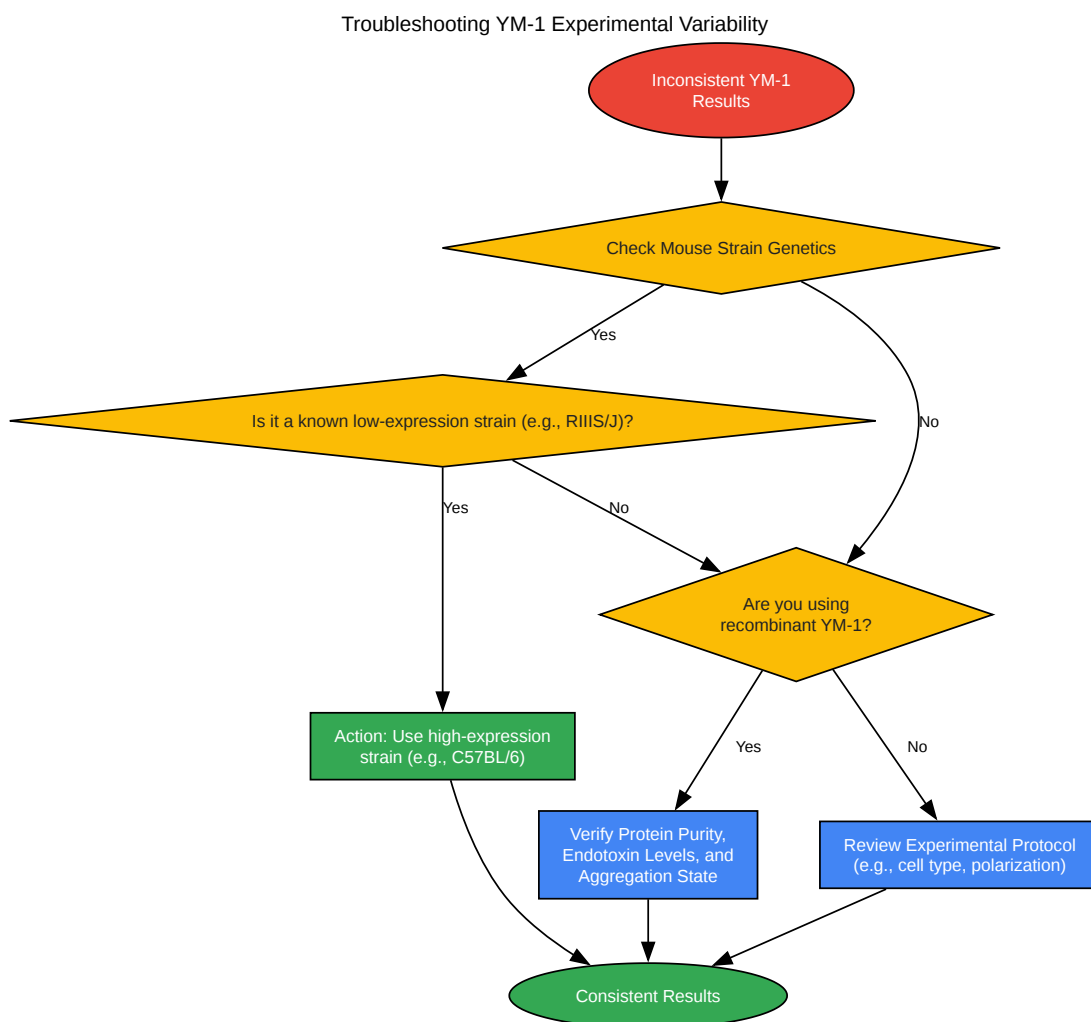 Troubleshooting YM-1 Experimental Variability
Inconsistent YM-1
Results
Check Mouse Strain Genetics
Yes
No
Is it a known low-expression strain (e.g., RIIIS/J)?
Yes
No
Are you using
recombinant YM-1?
Action: Use high-expression
strain (e.g., C57BL/6)
Yes
No
Verify Protein Purity,
Endotoxin Levels, and
Aggregation State
Review Experimental Protocol
(e.g., cell type, polarization)
Consistent Results